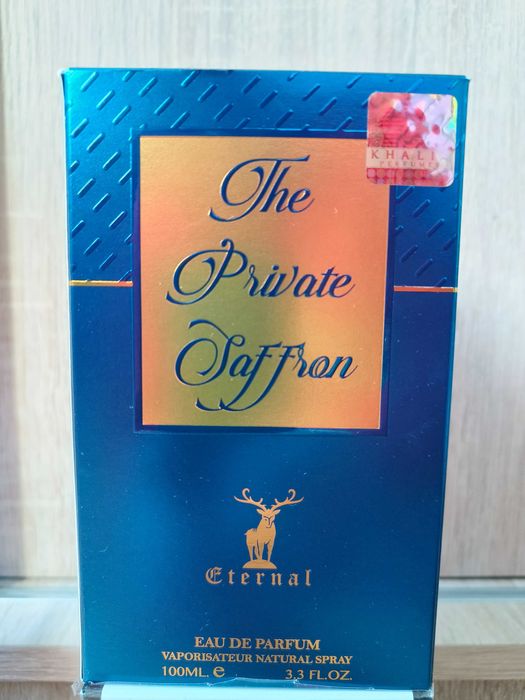 KHALIS
PERFUMES
The
Private
Saffron
Eternal
EAU DE PARFUM
VAPORISATEUR NATURAL SPRAY
100ML. e 3.3 FL.OZ.